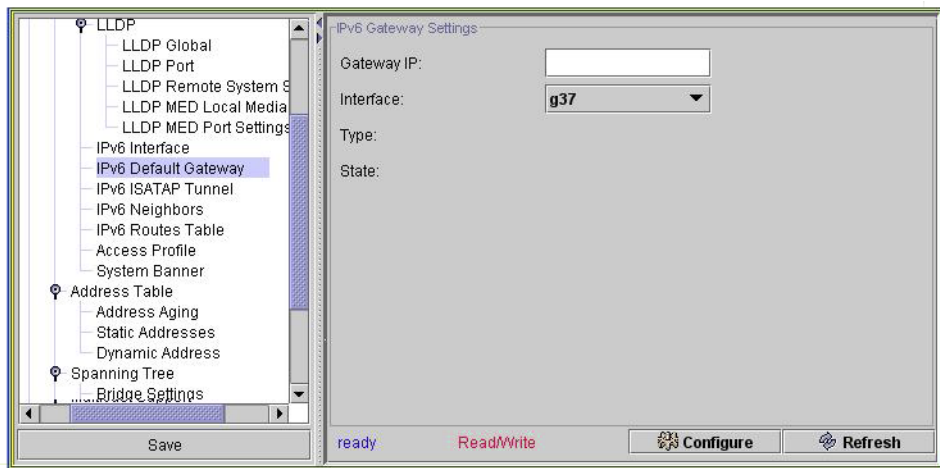 LLDP
LLDP Global
LLDP Port
LLDP Remote System S
LLDP MED Local Media
LLDP MED Port Settings
IPv6 Interface
IPv6 Default Gateway
IPv6 ISATAP Tunnel
IPv6 Neighbors
IPv6 Routes Table
Access Profile
System Banner
Address Table
Address Aging
Static Addresses
Dynamic Address
Spanning Tree
Bridge Settings
Save
IPv6 Gateway Settings
Gateway IP:
Interface: g37
Type:
State:
ready Read/Write Configure Refresh